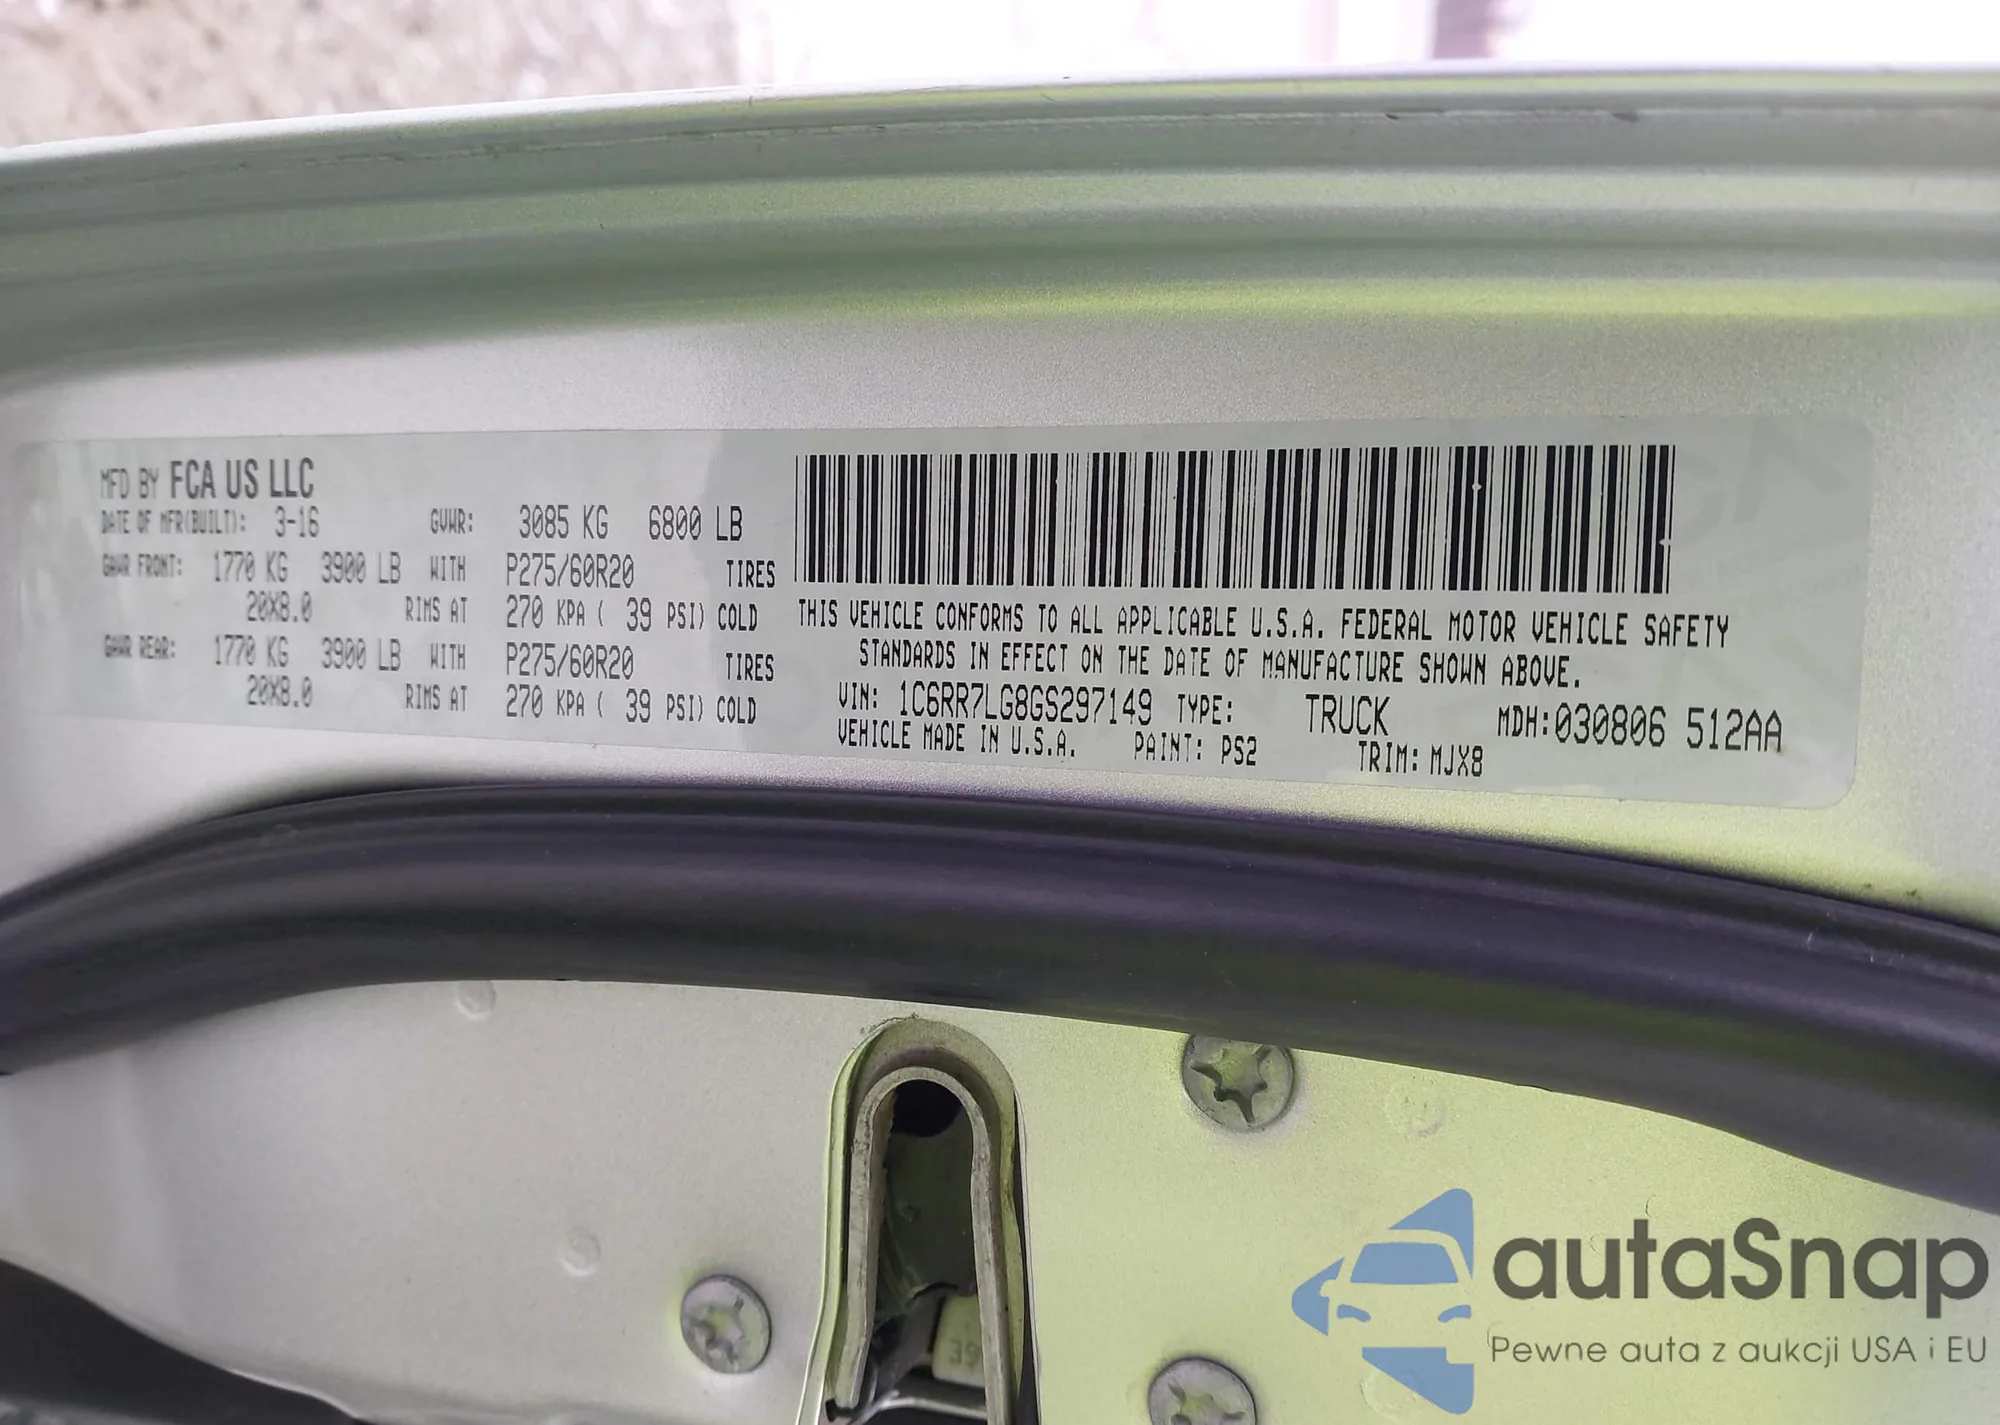 MFD BY FCA US LLC
DATE OF MFR(BUILT): 3-16 GVWR: 3085 KG 6800 LB
GAWR FRONT: 1770 KG 3900 LB WITH P275/60R20 TIRES
20X8.0 RIMS AT 270 KPA ( 39 PSI) COLD
GAWR REAR: 1770 KG 3900 LB WITH P275/60R20 TIRES
20X8.0 RIMS AT 270 KPA ( 39 PSI) COLD
THIS VEHICLE CONFORMS TO ALL APPLICABLE U.S.A. FEDERAL MOTOR VEHICLE SAFETY
STANDARDS IN EFFECT ON THE DATE OF MANUFACTURE SHOWN ABOVE.
VIN: 1C6RR7LG8GS297149 TYPE: TRUCK MDH:030806 512AA
VEHICLE MADE IN U.S.A. PAINT: PS2 TRIM: MJX8
39
autaSnap
Pewne auta z aukcji USA i EU